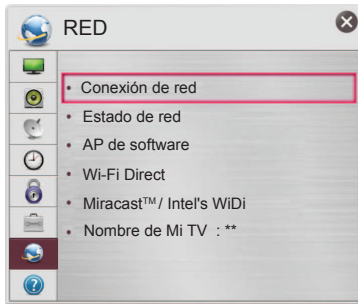 RED
• Conexión de red
• Estado de red
• AP de software
• Wi-Fi Direct
• Miracast™/ Intel's WiDi
• Nombre de Mi TV : **